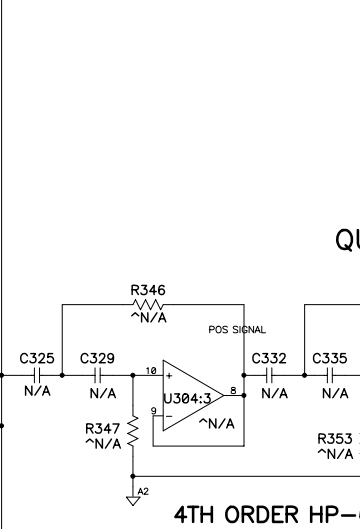 QU
R346
^N/A
POS SIGNAL
C325
C329
C332
C335
N/A
N/A
N/A
N/A
10
+
U304:3
8
9
−
^N/A
R347
^N/A
R353
^N/A
A2
4TH ORDER HP-